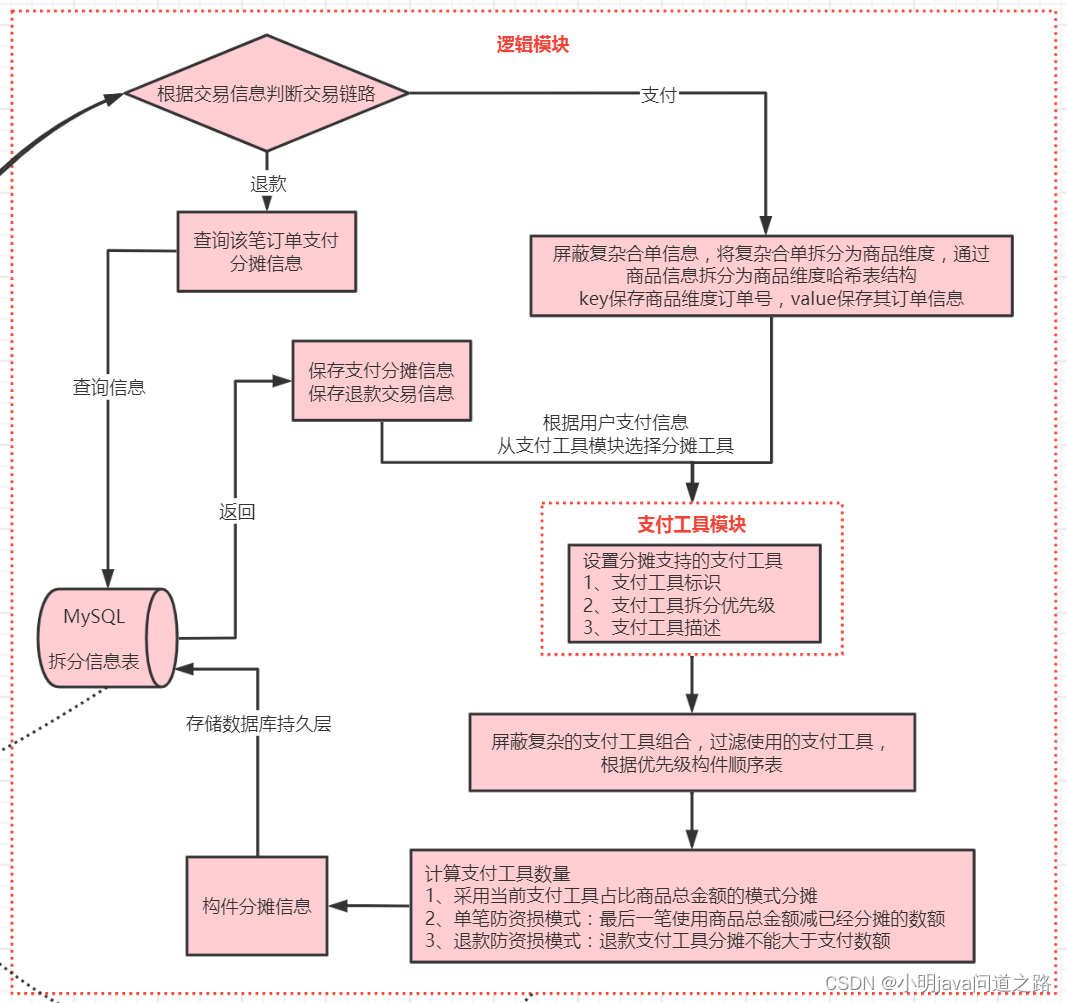 逻辑模块
根据交易信息判断交易链路
支付
退款
查询该笔订单支付
分摊信息
屏蔽复杂合单信息，将复杂合单拆分为商品维度，通过
商品信息拆分为商品维度哈希表结构
key保存商品维度订单号，value保存其订单信息
保存支付分摊信息
保存退款交易信息
查询信息
根据用户支付信息
从支付工具模块选择分摊工具
返回
支付工具模块
设置分摊支持的支付工具
1、支付工具标识
2、支付工具拆分优先级
3、支付工具描述
MySQL
拆分信息表
存储数据库持久层
屏蔽复杂的支付工具组合，过滤使用的支付工具，
根据优先级构件顺序表
计算支付工具数量
1、采用当前支付工具占比商品总金额的模式分摊
2、单笔防资损模式：最后一笔使用商品总金额减已经分摊的数额
3、退款防资损模式：退款支付工具分摊不能大于支付数额
构件分摊信息
CSDN @小明java问道之路